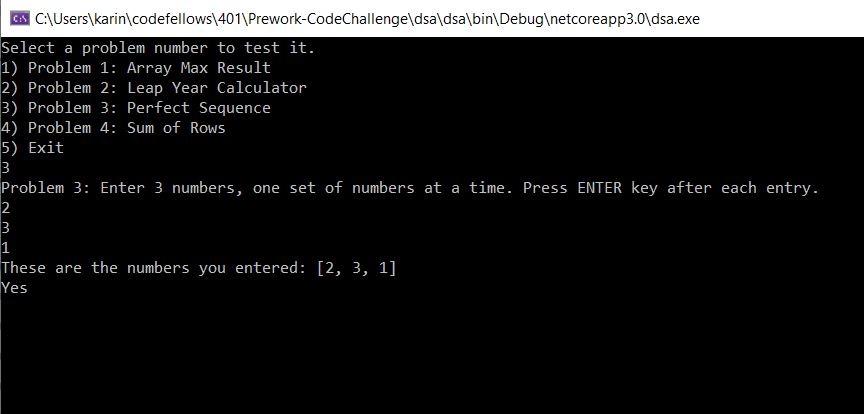 C:\Users\karin\codefellows\401\Prework-CodeChallenge\dsa\dsa\bin\Debug\netcoreapp3.0\dsa.exe
Select a problem number to test it.
1) Problem 1: Array Max Result
2) Problem 2: Leap Year Calculator
3) Problem 3: Perfect Sequence
4) Problem 4: Sum of Rows
5) Exit
3
Problem 3: Enter 3 numbers, one set of numbers at a time. Press ENTER key after each entry.
2
3
1
These are the numbers you entered: [2, 3, 1]
Yes